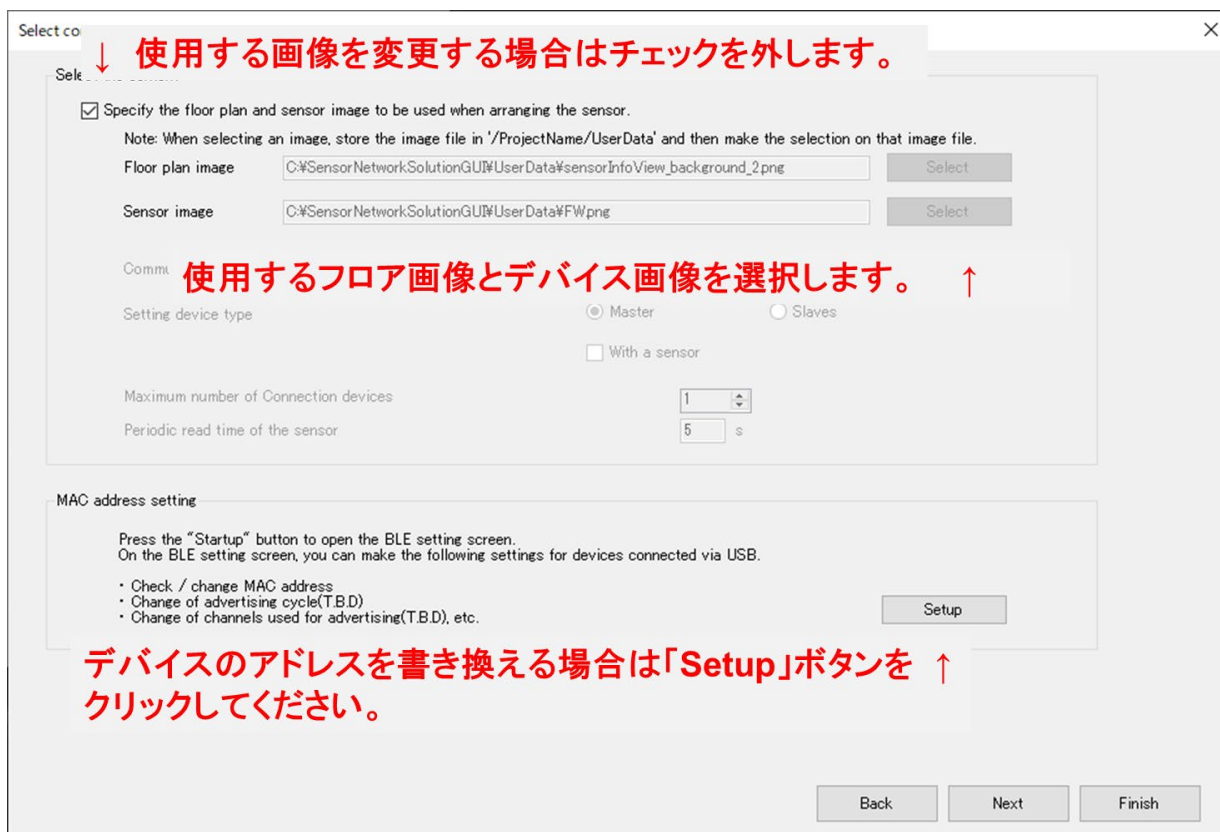 Select co
↓ 使用する画像を変更する場合はチェックを外します。
Specify the floor plan and sensor image to be used when arranging the sensor.
Note: When selecting an image, store the image file in '/ProjectName/UserData' and then make the selection on that image file.
Floor plan image C:¥SensorNetworkSolutionGUI¥UserData¥sensorInfoView_background_2.png Select
Sensor image C:¥SensorNetworkSolutionGUI¥UserData¥FW.png Select
使用するフロア画像とデバイス画像を選択します。 ↑
Setting device type Master Slaves
With a sensor
Maximum number of Connection devices 1
Periodic read time of the sensor 5 s
MAC address setting
Press the "Startup" button to open the BLE setting screen.
On the BLE setting screen, you can make the following settings for devices connected via USB.
・Check / change MAC address
・Change of advertising cycle(T.B.D)
・Change of channels used for advertising(T.B.D), etc.
Setup
デバイスのアドレスを書き換える場合は「Setup」ボタンを ↑
クリックしてください。
Back Next Finish